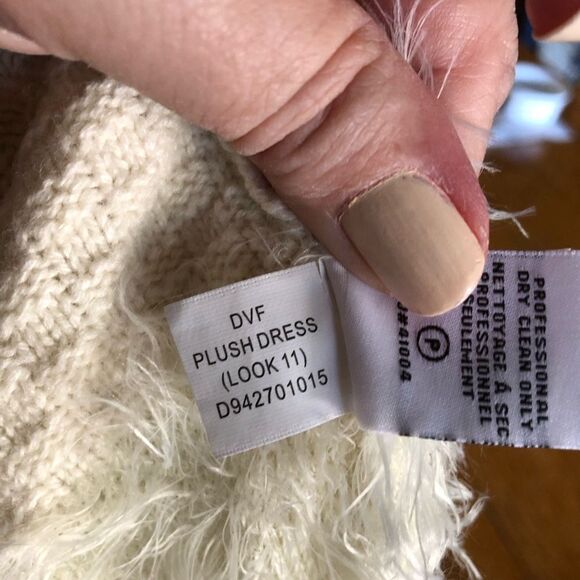 DVF
PLUSH DRESS
(LOOK 11)
D942701015
PROFESSIONAL
DRY CLEAN ONLY
NETTOYAGE À SEC
PROFESSIONNEL
SEULEMENT
P